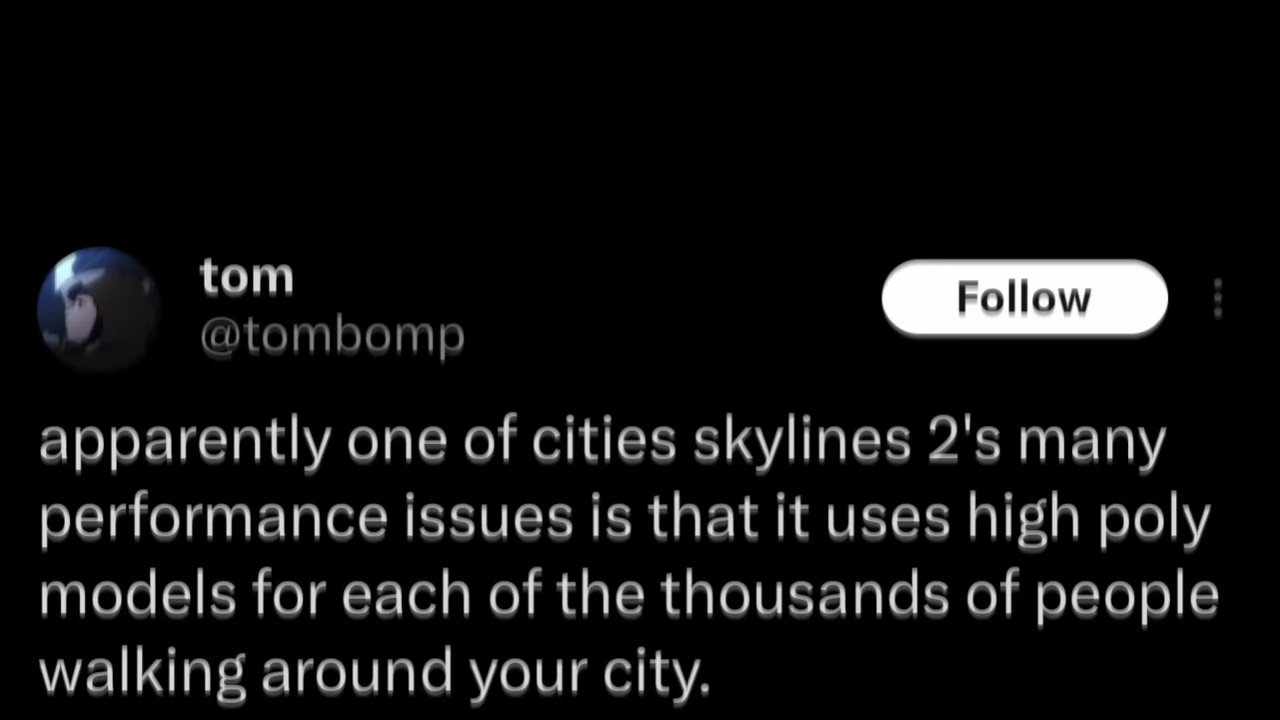 tom
@tombomp
Follow
apparently one of cities skylines 2's many
performance issues is that it uses high poly
models for each of the thousands of people
walking around your city.